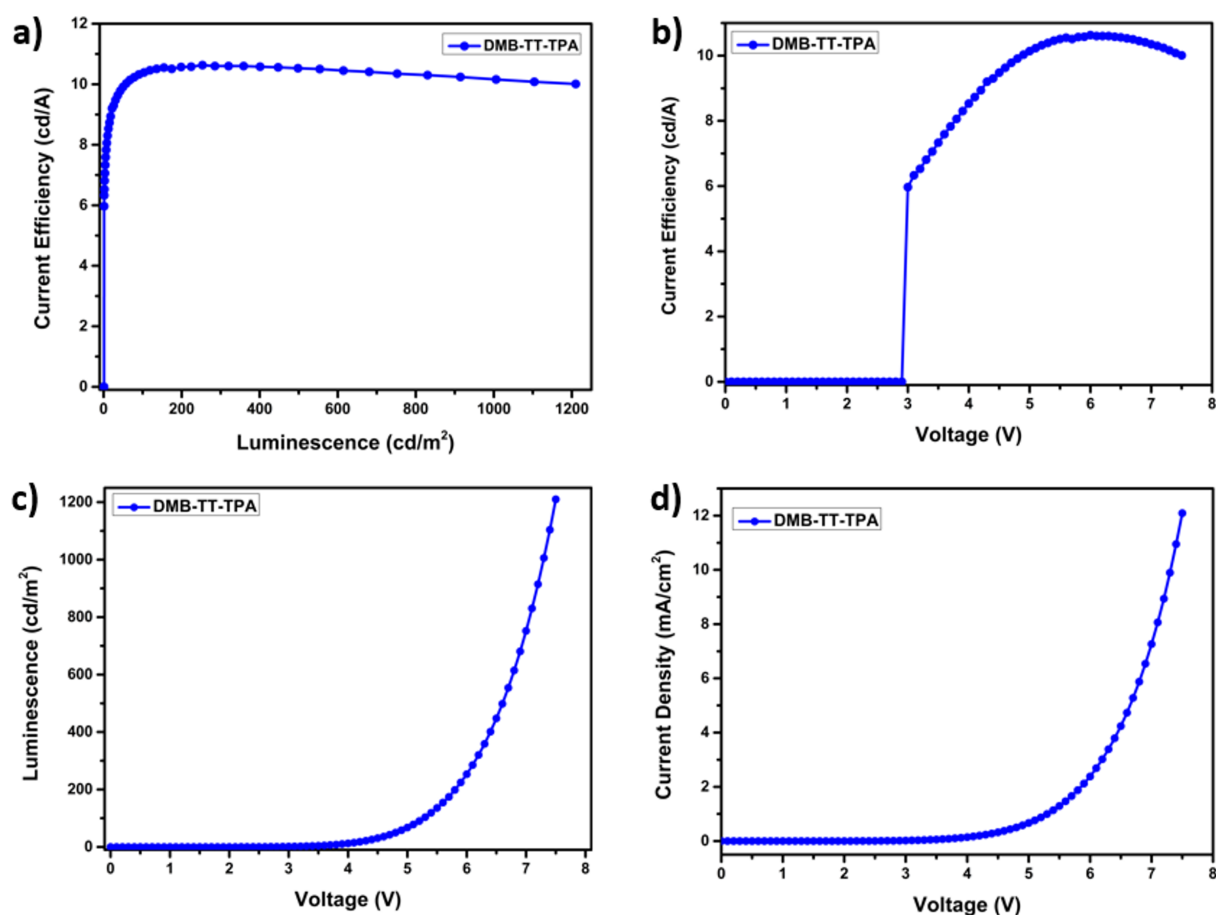 a)
DMB-TT-TPA
Current Efficiency (cd/A)
12
10
8
6
4
2
0
0 200 400 600 800 1000 1200
Luminescence (cd/m²)
b)
DMB-TT-TPA
Current Efficiency (cd/A)
10
8
6
4
2
0
0 1 2 3 4 5 6 7 8
Voltage (V)
c)
DMB-TT-TPA
Luminescence (cd/m²)
1200
1000
800
600
400
200
0
0 1 2 3 4 5 6 7 8
Voltage (V)
d)
DMB-TT-TPA
Current Density (mA/cm²)
12
10
8
6
4
2
0
0 1 2 3 4 5 6 7 8
Voltage (V)